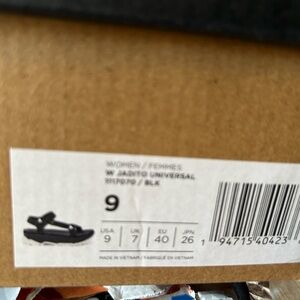 WOMEN / FEMMES
W JADITO UNIVERSAL
1117070 / BLK
9
USA UK EU JPN
9 7 40 26
1 94715 40423
MADE IN VIETNAM / FABRIQUÉ EN VIETNAM